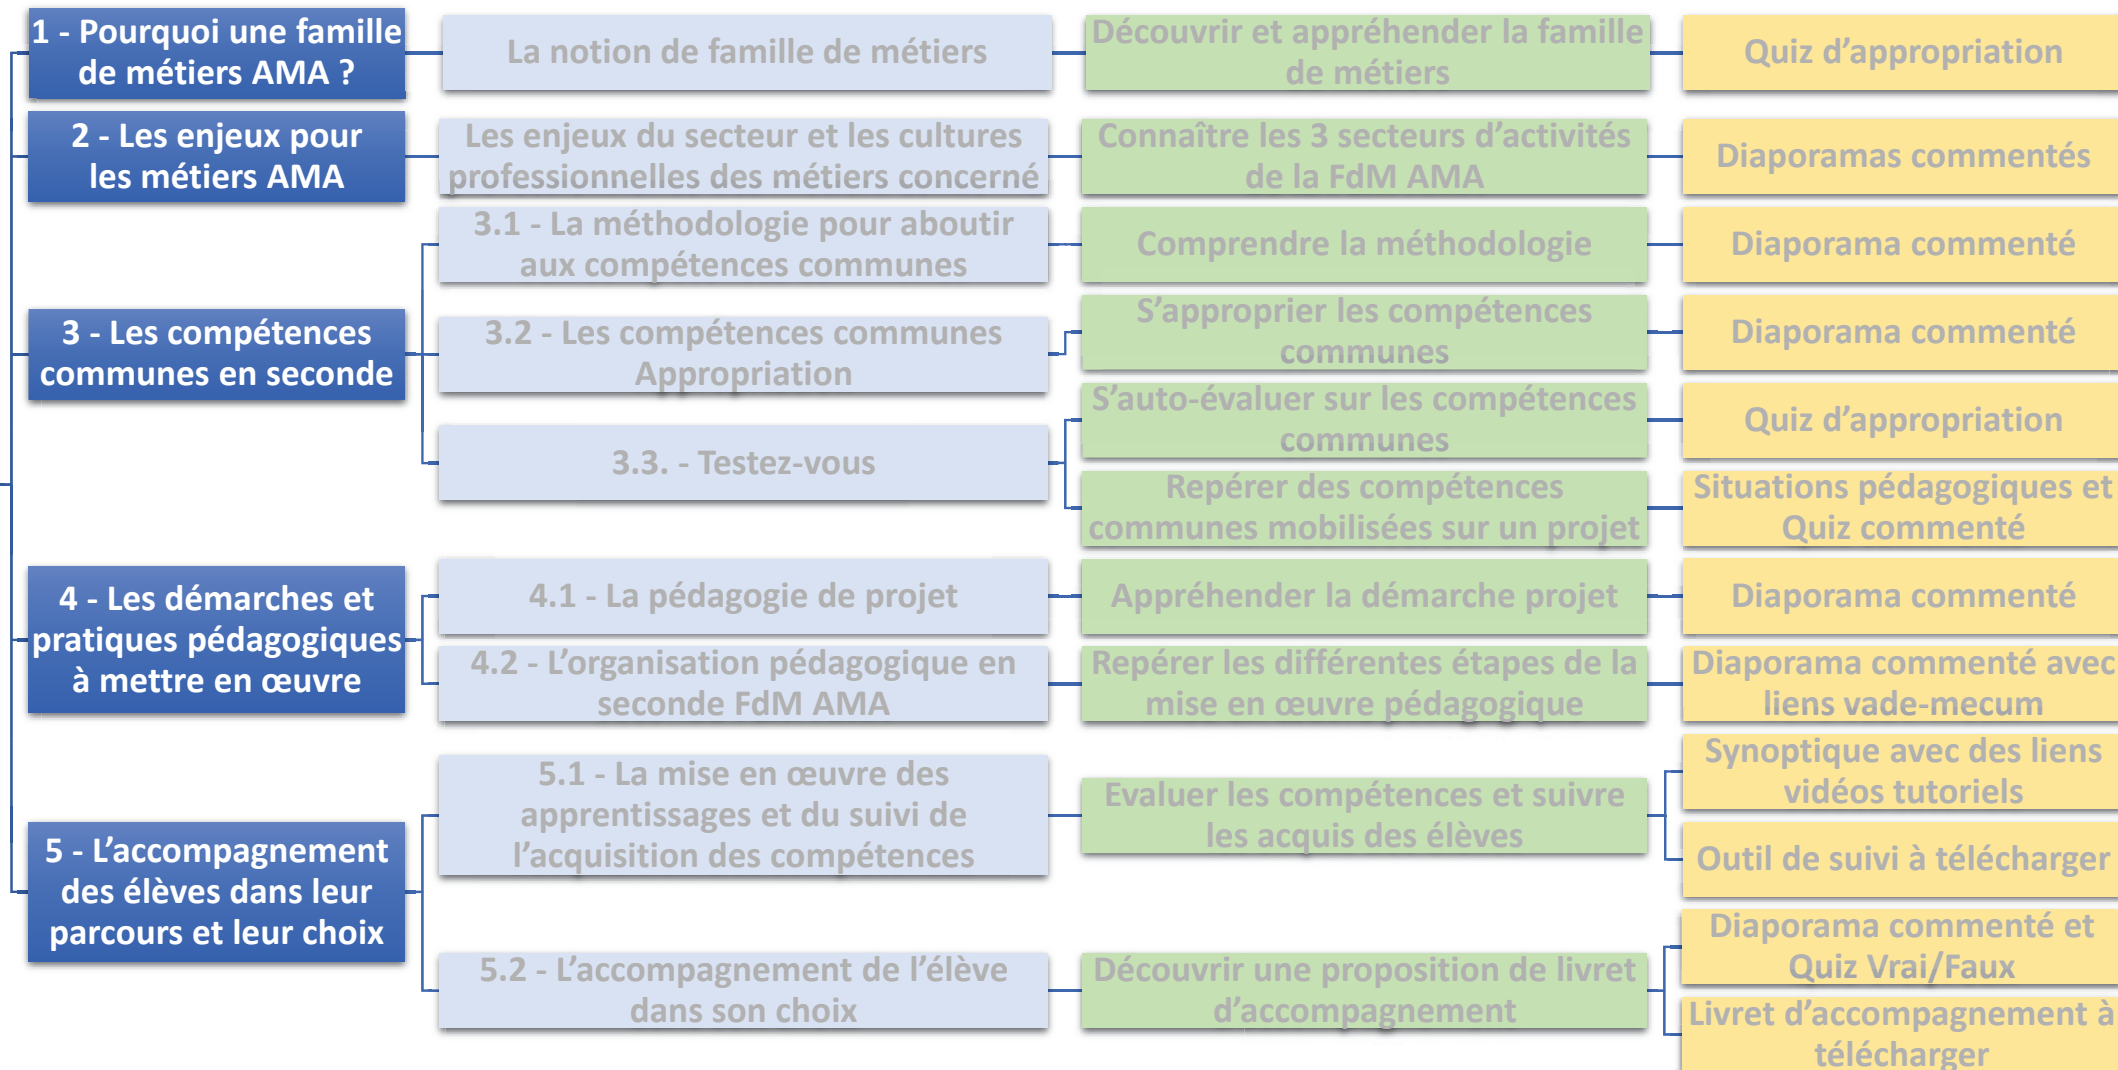 1 - Pourquoi une famille
de métiers AMA ?
La notion de famille de métiers
Découvrir et appréhender la famille
de métiers
Quiz d’appropriation
2 - Les enjeux pour
les métiers AMA
Les enjeux du secteur et les cultures
professionnelles des métiers concerné
Connaître les 3 secteurs d’activités
de la FdM AMA
Diaporamas commentés
3 - Les compétences
communes en seconde
3.1 - La méthodologie pour aboutir
aux compétences communes
Comprendre la méthodologie
Diaporama commenté
3.2 - Les compétences communes
Appropriation
S’approprier les compétences
communes
Diaporama commenté
3.3. - Testez-vous
S’auto-évaluer sur les compétences
communes
Quiz d’appropriation
Repérer des compétences
communes mobilisées sur un projet
Situations pédagogiques et
Quiz commenté
4 - Les démarches et
pratiques pédagogiques
à mettre en œuvre
4.1 - La pédagogie de projet
Appréhender la démarche projet
Diaporama commenté
4.2 - L’organisation pédagogique en
seconde FdM AMA
Repérer les différentes étapes de la
mise en œuvre pédagogique
Diaporama commenté avec
liens vade-mecum
5 - L’accompagnement
des élèves dans leur
parcours et leur choix
5.1 - La mise en œuvre des
apprentissages et du suivi de
l’acquisition des compétences
Evaluer les compétences et suivre
les acquis des élèves
Synoptique avec des liens
vidéos tutoriels
Outil de suivi à télécharger
5.2 - L’accompagnement de l’élève
dans son choix
Découvrir une proposition de livret
d’accompagnement
Diaporama commenté et
Quiz Vrai/Faux
Livret d’accompagnement à
télécharger